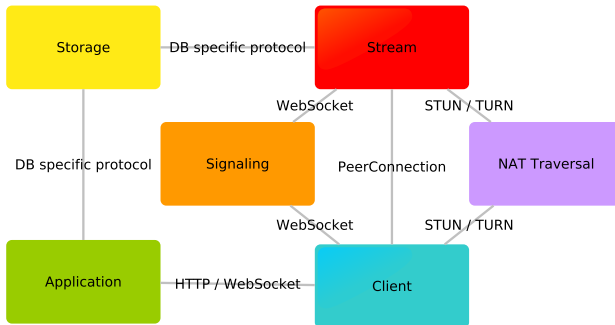 Storage
DB specific protocol
Stream
WebSocket
STUN / TURN
DB specific protocol
Signaling
PeerConnection
NAT Traversal
WebSocket
STUN / TURN
Application
HTTP / WebSocket
Client